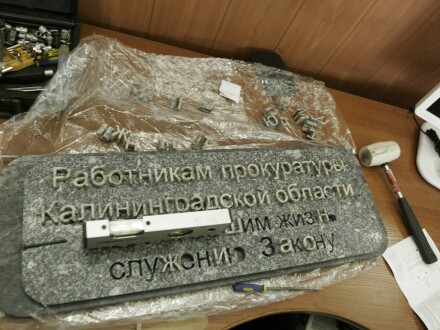 Работникам прокуратуры
Калининградской области
шим жизнь
служению Закону